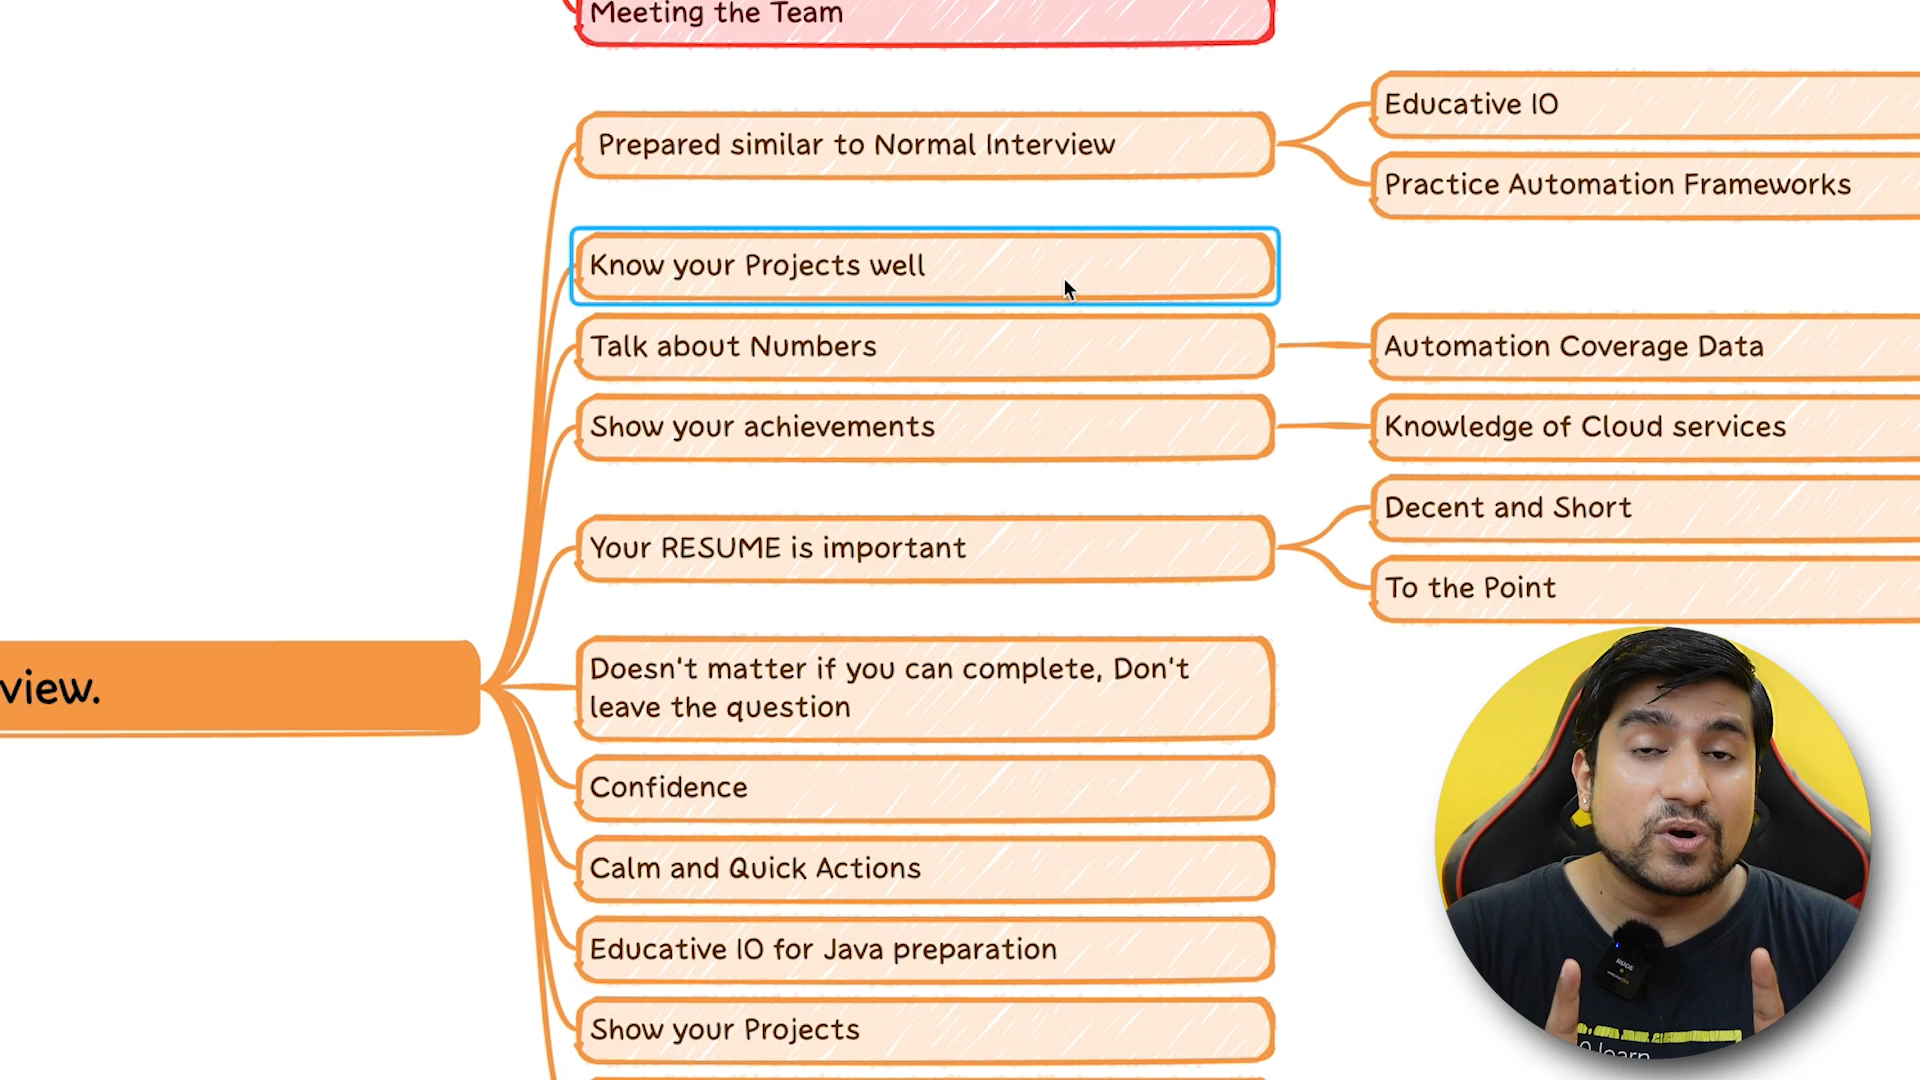 Meeting the Team
Prepared similar to Normal Interview
Educative IO
Practice Automation Frameworks
Know your Projects well
Talk about Numbers
Automation Coverage Data
Show your achievements
Knowledge of Cloud services
Your RESUME is important
Decent and Short
To the Point
view.
Doesn't matter if you can complete, Don't
leave the question
Confidence
Calm and Quick Actions
Educative IO for Java preparation
Show your Projects
RODE
learn